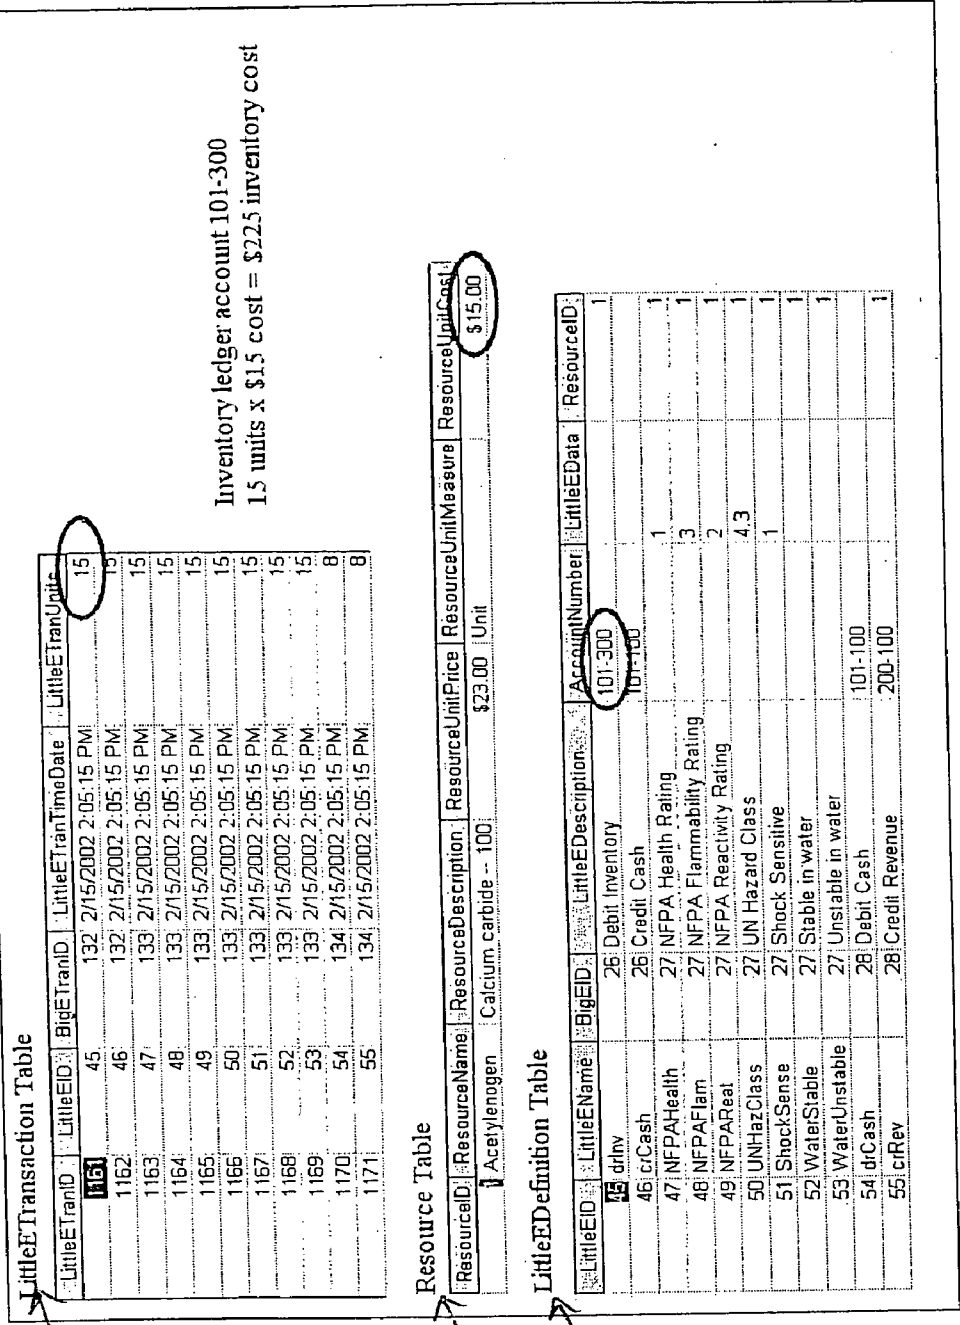 LittleETransaction Table
LittleETranID LittleEID BigETranID LittleETranTimeDate LittleETranUnits
1161 45 132 2/15/2002 2:05:15 PM 15
1162 46 132 2/15/2002 2:05:15 PM 15
1163 47 133 2/15/2002 2:05:15 PM 15
1164 48 133 2/15/2002 2:05:15 PM 15
1165 49 133 2/15/2002 2:05:15 PM 15
1166 50 133 2/15/2002 2:05:15 PM 15
1167 51 133 2/15/2002 2:05:15 PM 15
1168 52 133 2/15/2002 2:05:15 PM 15
1169 53 133 2/15/2002 2:05:15 PM 15
1170 54 134 2/15/2002 2:05:15 PM 8
1171 55 134 2/15/2002 2:05:15 PM 8
Inventory ledger account 101-300
15 units x $15 cost = $225 inventory cost
Resource Table
ResourceID ResourceName ResourceDescription ResourceUnitPrice ResourceUnitMeasure ResourceUnitCost
1 Acetylenogen Calcium carbide -- 100 $23.00 Unit $15.00
LittleEDefinition Table
LittleEID LittleEName BigEID LittleEDescription AccountNumber LittleEData ResourceID
45 drInv 26 Debit Inventory 101-300 1
46 crCash 26 Credit Cash 101-100
47 NFPAHealth 27 NFPA Health Rating 1 1
48 NFPAFlam 27 NFPA Flammability Rating 3 1
49 NFPAReat 27 NFPA Reactivity Rating 2 1
50 UNHazClass 27 UN Hazard Class 4.3 1
51 ShockSense 27 Shock Sensitive 1 1
52 WaterStable 27 Stable in water 1
53 WaterUnstable 27 Unstable in water 1
54 drCash 28 Debit Cash 101-100
55 crRev 28 Credit Revenue 200-100 1